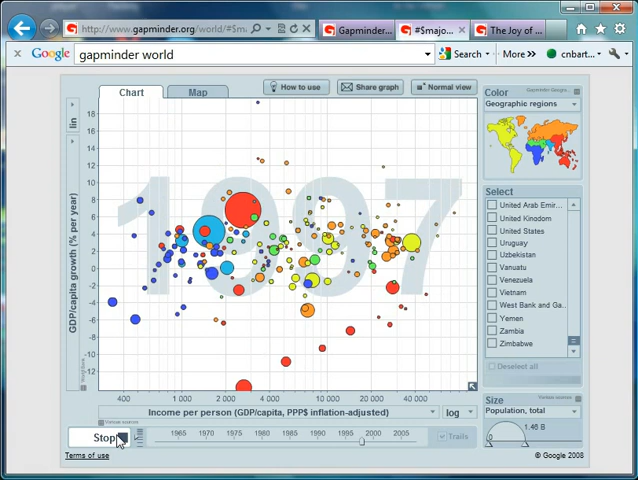 http://www.gapminder.org/world/#$m
Gapminder...
#$majo...
The Joy of ...
x Google
gapminder world
Search
More »
cnbart...
Chart
Map
How to use
Share graph
Normal view
Color
Geographic regions
lin
GDP/capita growth (% per year)
18
16
14
12
10
8
6
4
2
0
-2
-4
-6
-8
-10
-12
1997
400
1 000
2 000
4 000
10 000
20 000
40 000
Income per person (GDP/capita, PPP$ inflation-adjusted)
log
Select
United Arab Emir...
United Kingdom
United States
Uruguay
Uzbekistan
Vanuatu
Venezuela
Vietnam
West Bank and Ga...
Yemen
Zambia
Zimbabwe
Deselect all
Size
Population, total
1.46 B
Stop
1965
1970
1975
1980
1985
1990
1995
2000
2005
Trails
Terms of use
© Google 2008